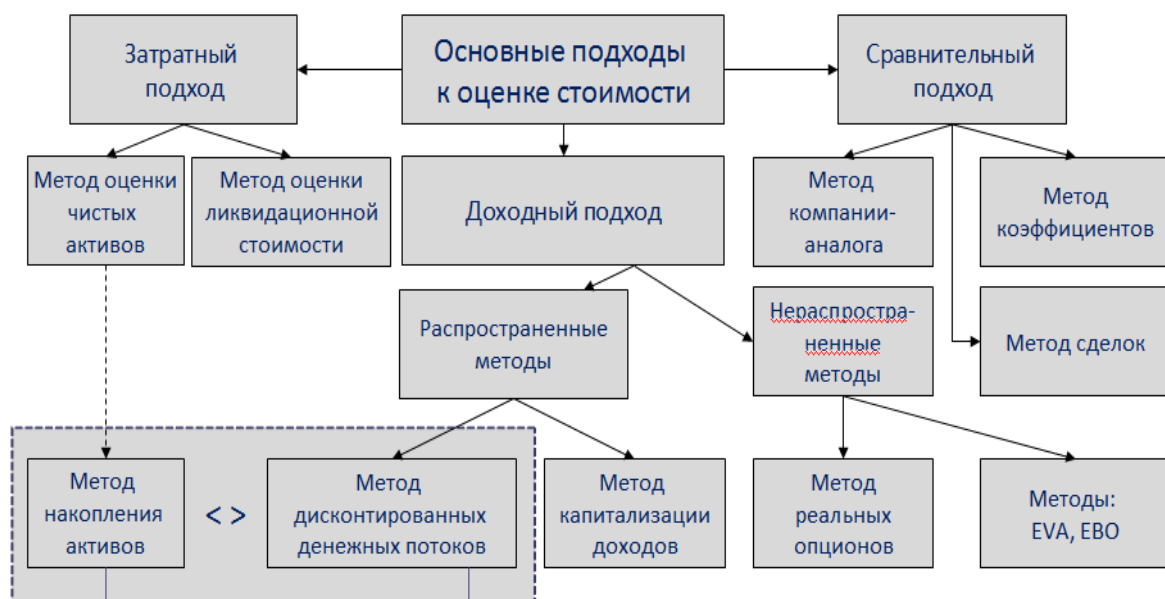 Затратный
подход
Основные подходы
к оценке стоимости
Сравнительный
подход
Метод оценки
чистых
активов
Метод оценки
ликвидационной
стоимости
Доходный подход
Метод
компании-
аналога
Метод
коэффициентов
Распространенные
методы
Нераспростра-
ненные
методы
Метод сделок
Метод
накопления
активов
< >
Метод
дисконтированных
денежных потоков
Метод
капитализации
доходов
Метод
реальных
опционов
Методы:
EVA, EBO